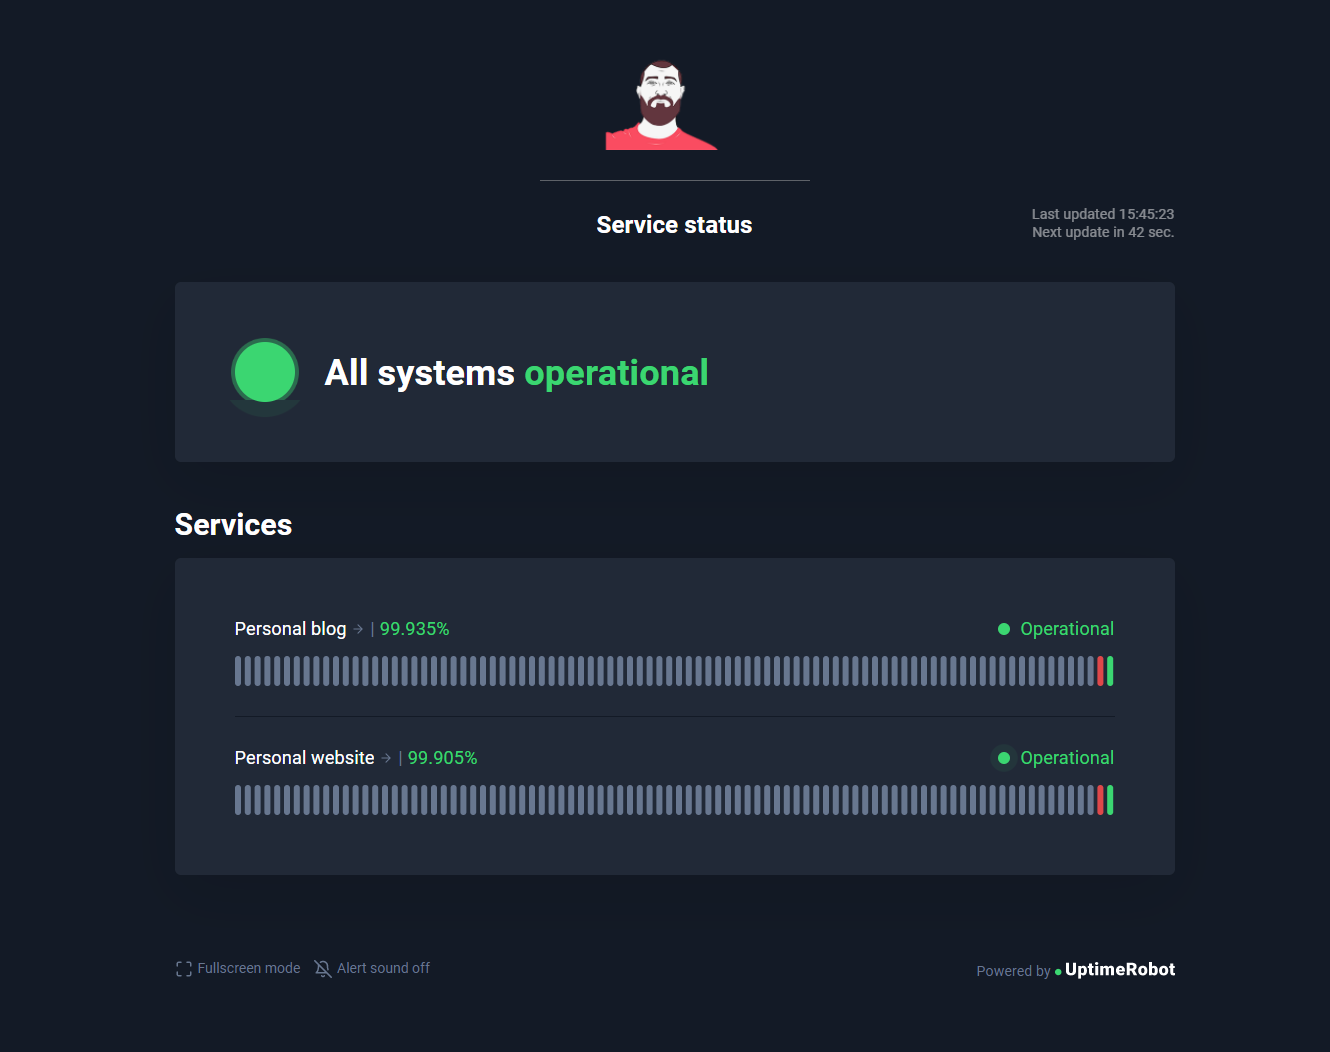 Service status
Last updated 15:45:23
Next update in 42 sec.
All systems operational
Services
Personal blog → | 99.935%
Operational
Personal website → | 99.905%
Operational
Fullscreen mode
Alert sound off
Powered by • UptimeRobot